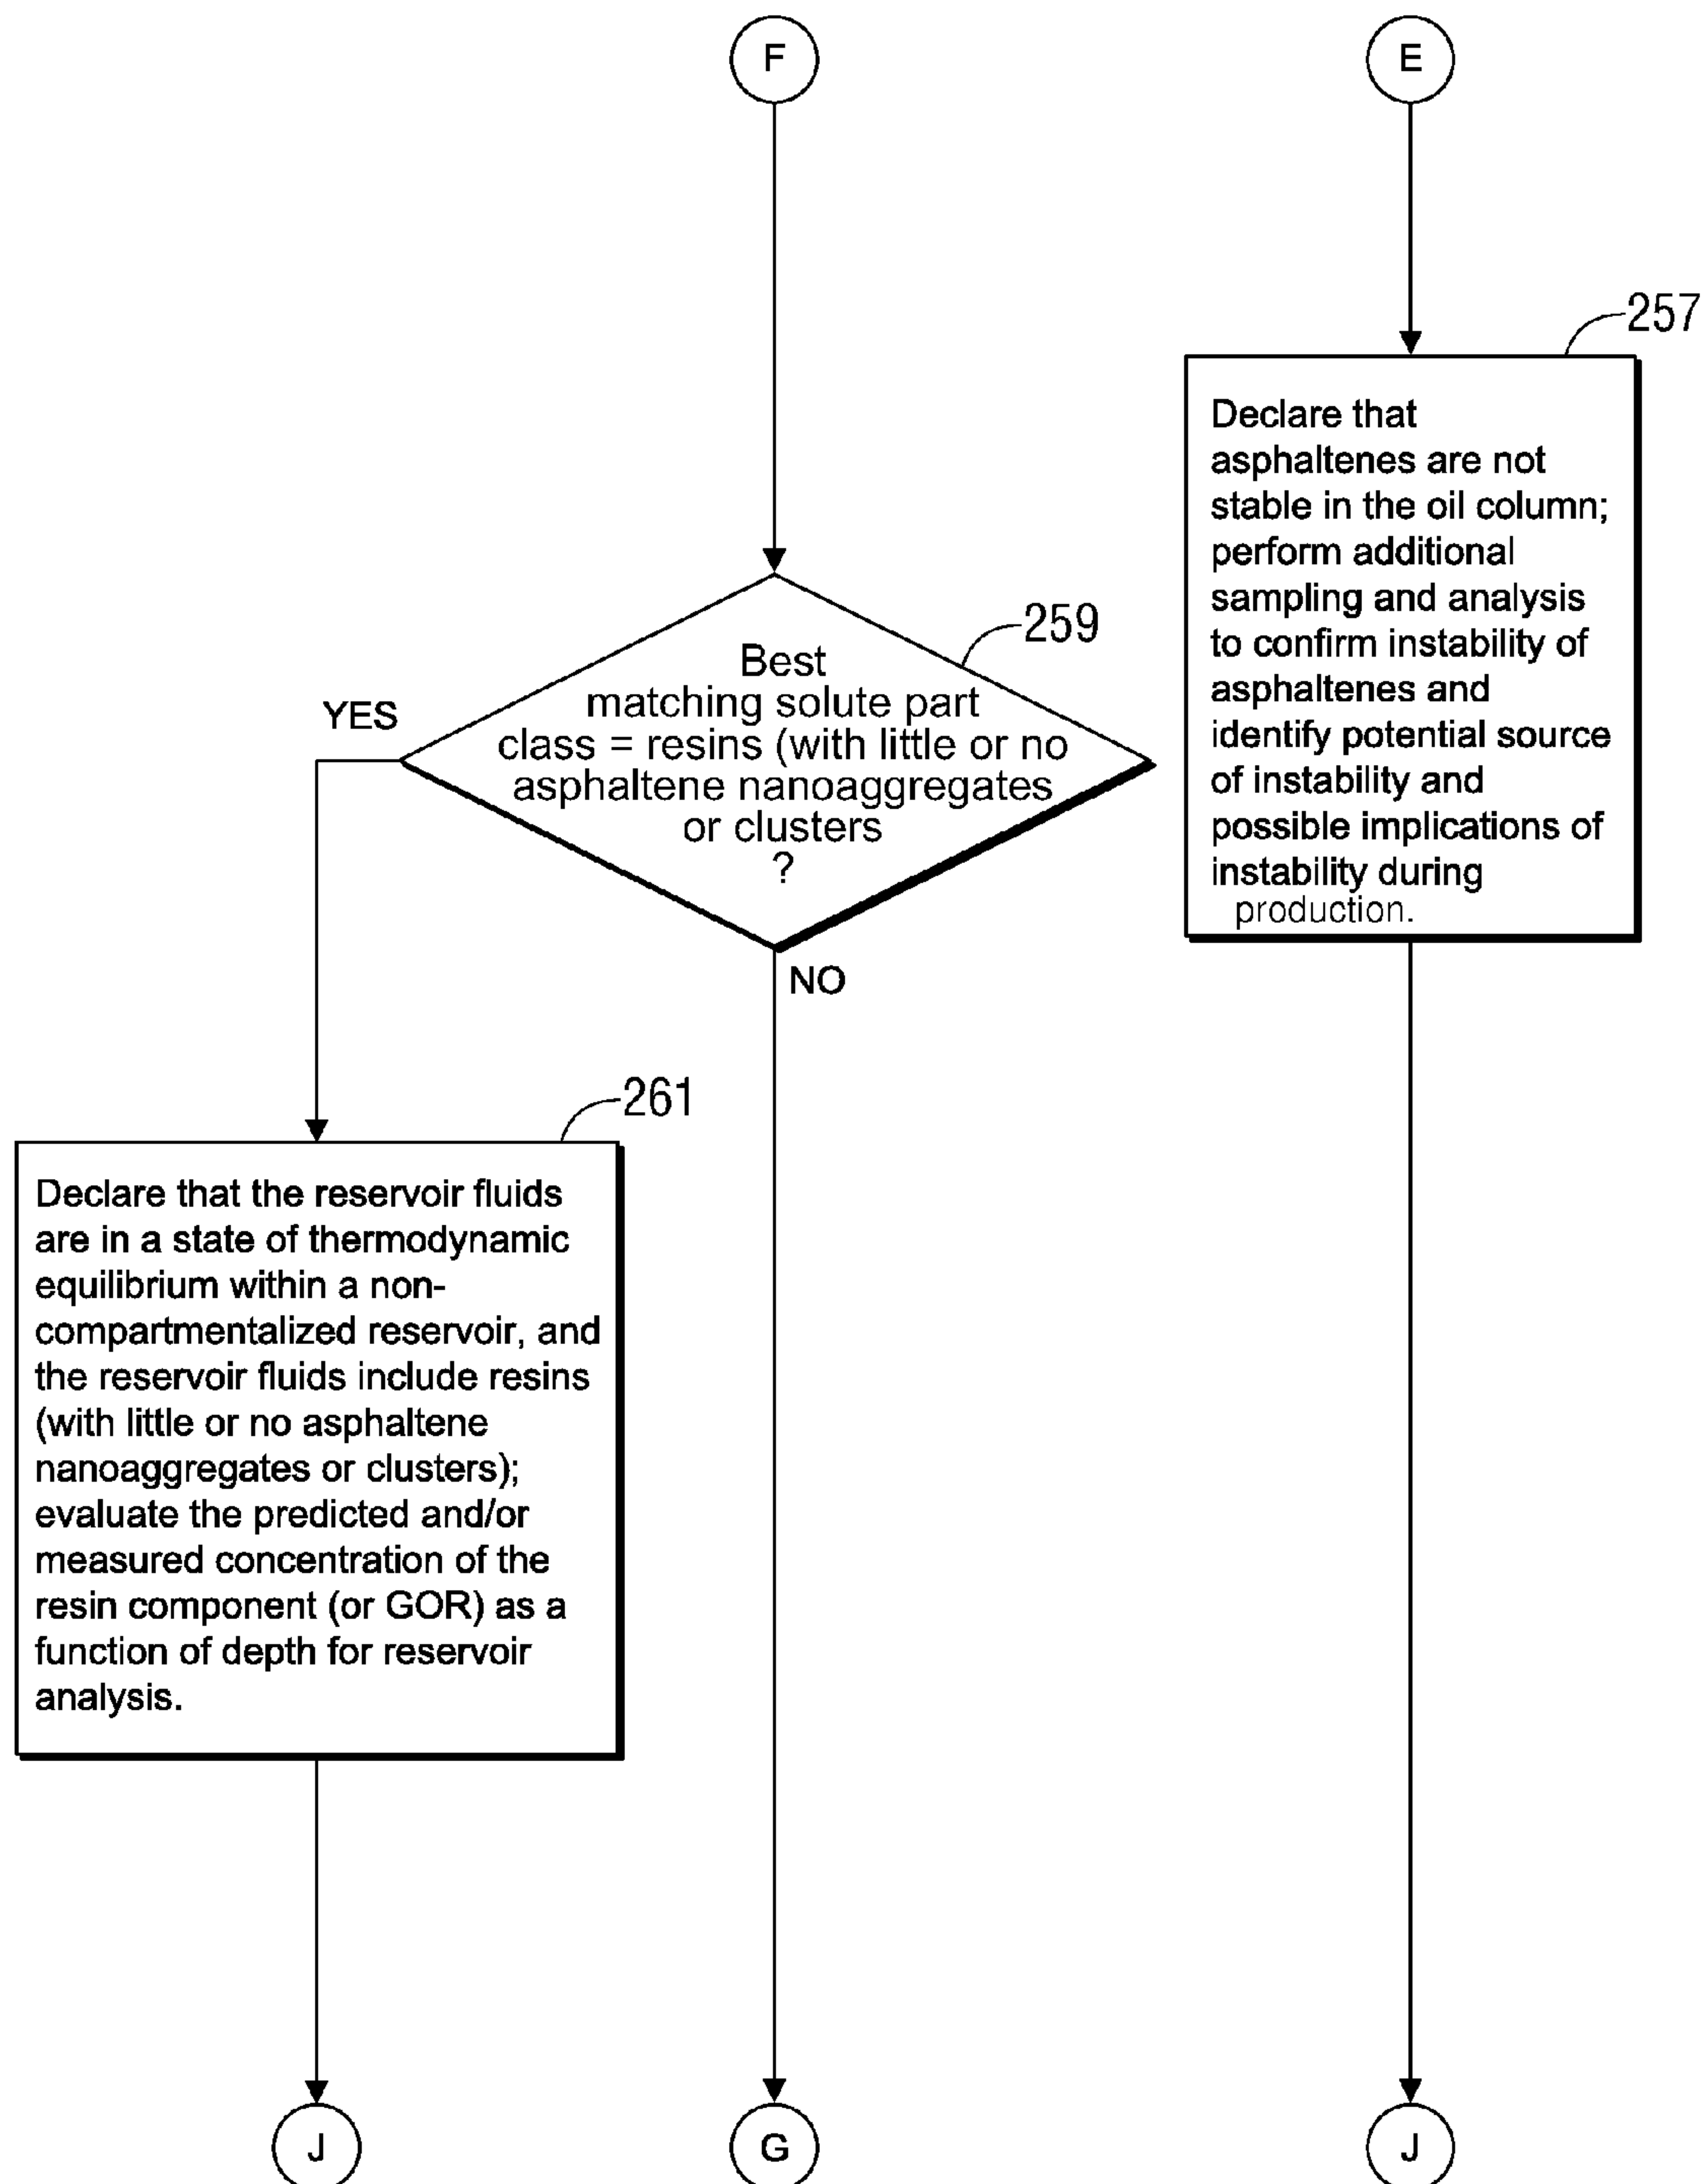 F
E
257
Declare that
asphaltenes are not
stable in the oil column;
perform additional
sampling and analysis
to confirm instability of
asphaltenes and
identify potential source
of instability and
possible implications of
instability during
production.
259
Best
matching solute part
class = resins (with little or no
asphaltene nanoaggregates
or clusters
?
YES
NO
261
Declare that the reservoir fluids
are in a state of thermodynamic
equilibrium within a non-
compartmentalized reservoir, and
the reservoir fluids include resins
(with little or no asphaltene
nanoaggregates or clusters);
evaluate the predicted and/or
measured concentration of the
resin component (or GOR) as a
function of depth for reservoir
analysis.
J
G
J